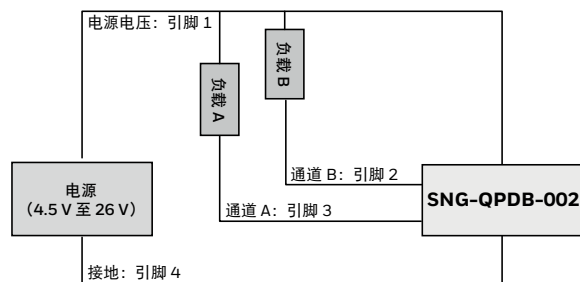 电源电压：引脚 1
负载 A
负载 B
通道 B：引脚 2
电源
（4.5 V 至 26 V）
SNG-QPDB-002
通道 A：引脚 3
接地：引脚 4